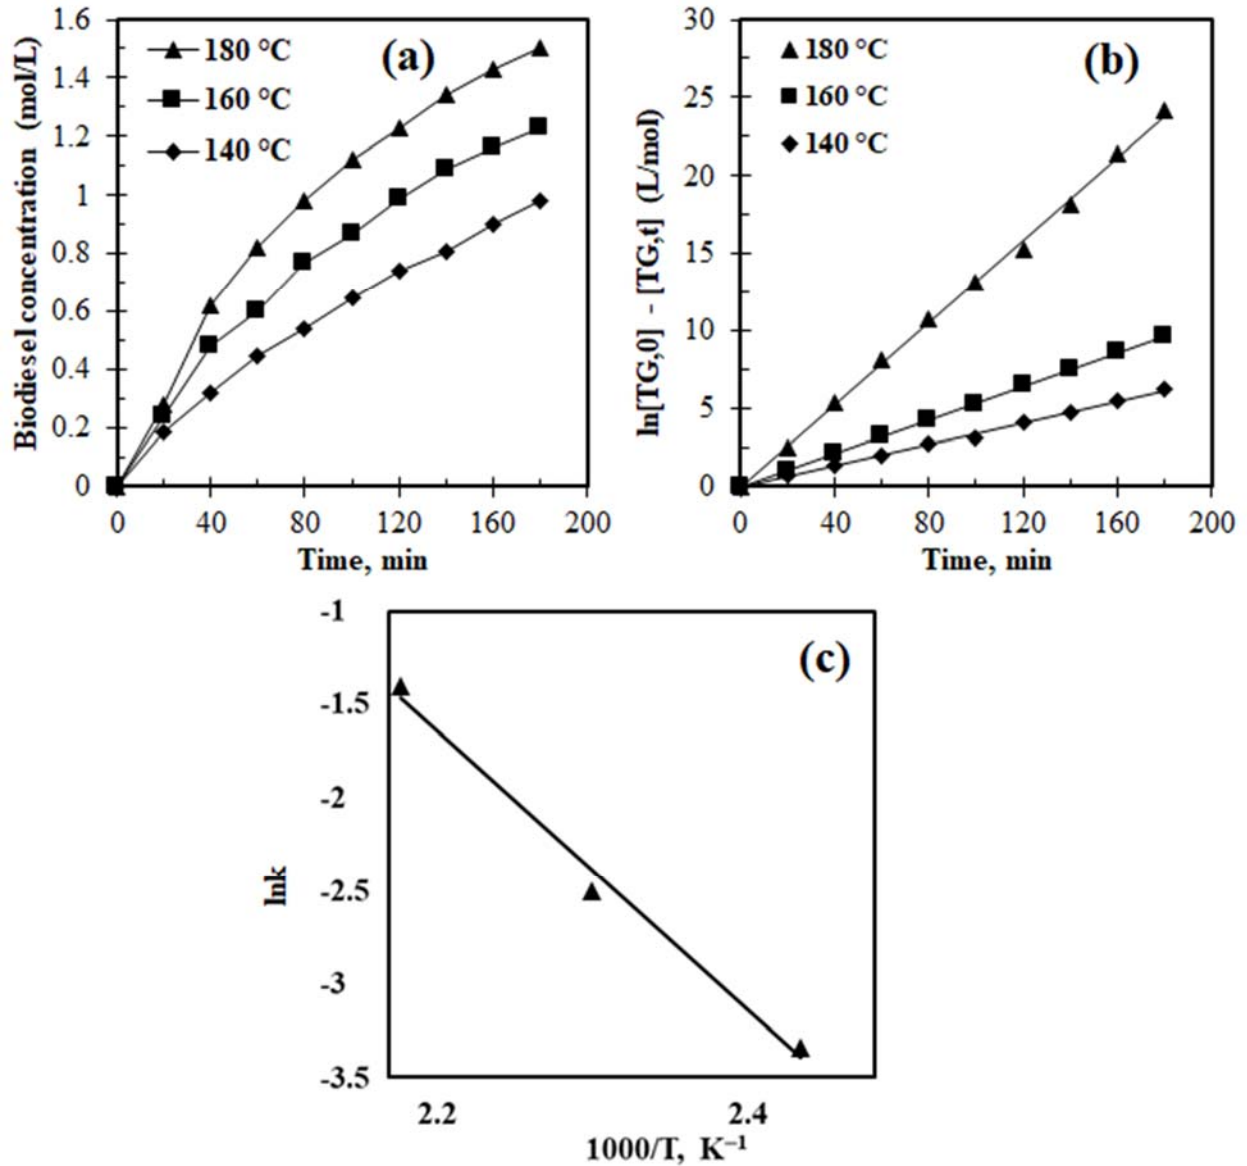 Biodiesel concentration (mol/L)
1.6
1.4
1.2
1
0.8
0.6
0.4
0.2
0
180 °C
160 °C
140 °C
(a)
0 40 80 120 160 200
Time, min
ln[TG,0] - [TG,t] (L/mol)
30
25
20
15
10
5
0
180 °C
160 °C
140 °C
(b)
0 40 80 120 160 200
Time, min
lnk
-1
-1.5
-2
-2.5
-3
-3.5
(c)
2.2 2.4
1000/T, K⁻¹